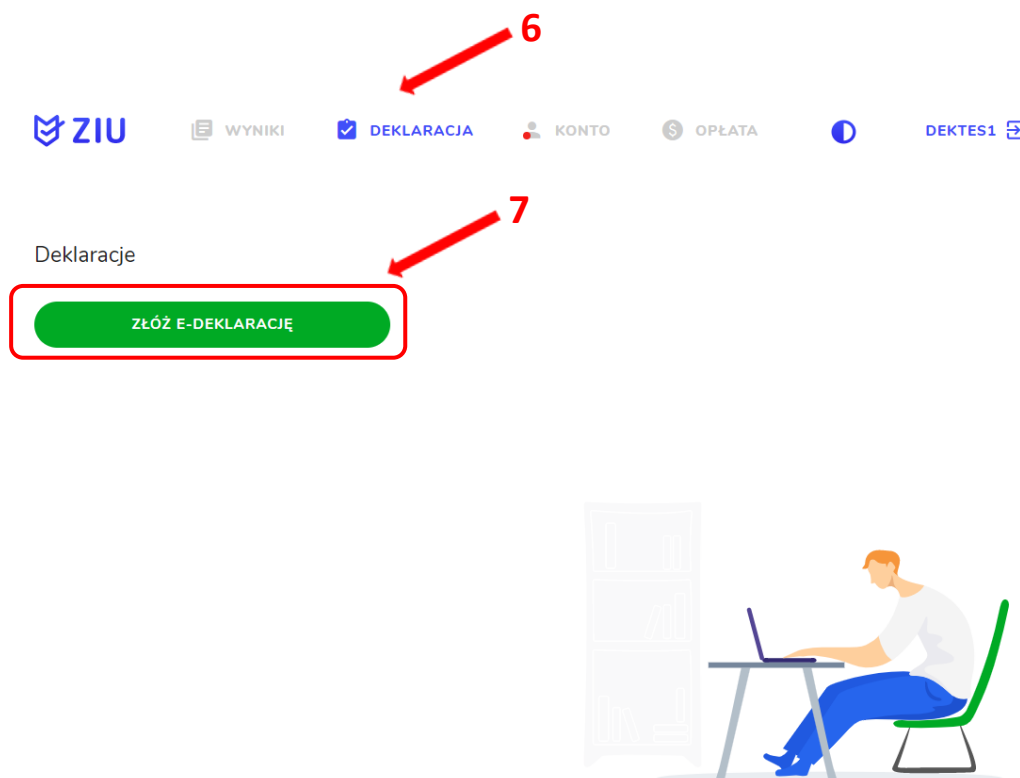 6
ZIU WYNIKI DEKLARACJA KONTO OPŁATA DEKTES1
7
Deklaracje
ZŁÓŻ E-DEKLARACJĘ